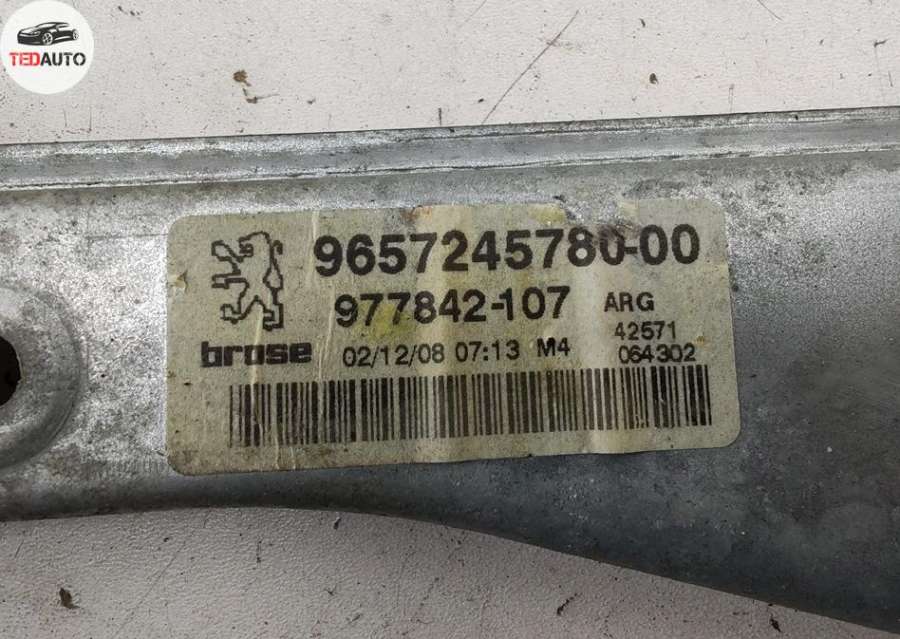 TEDAUTO
9657245780-00
977842-107 ARG
42571
brose 02/12/08 07:13 M4 064302